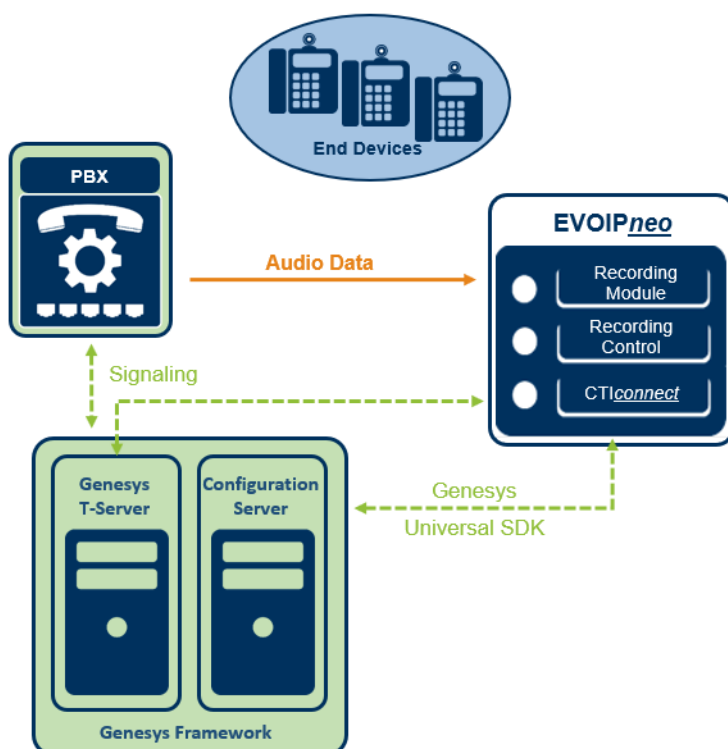 End Devices
PBX
EVOIPneo
Audio Data
Recording
Module
Recording
Control
CTIconnect
Signaling
Genesys
T-Server
Configuration
Server
Genesys
Universal SDK
Genesys Framework